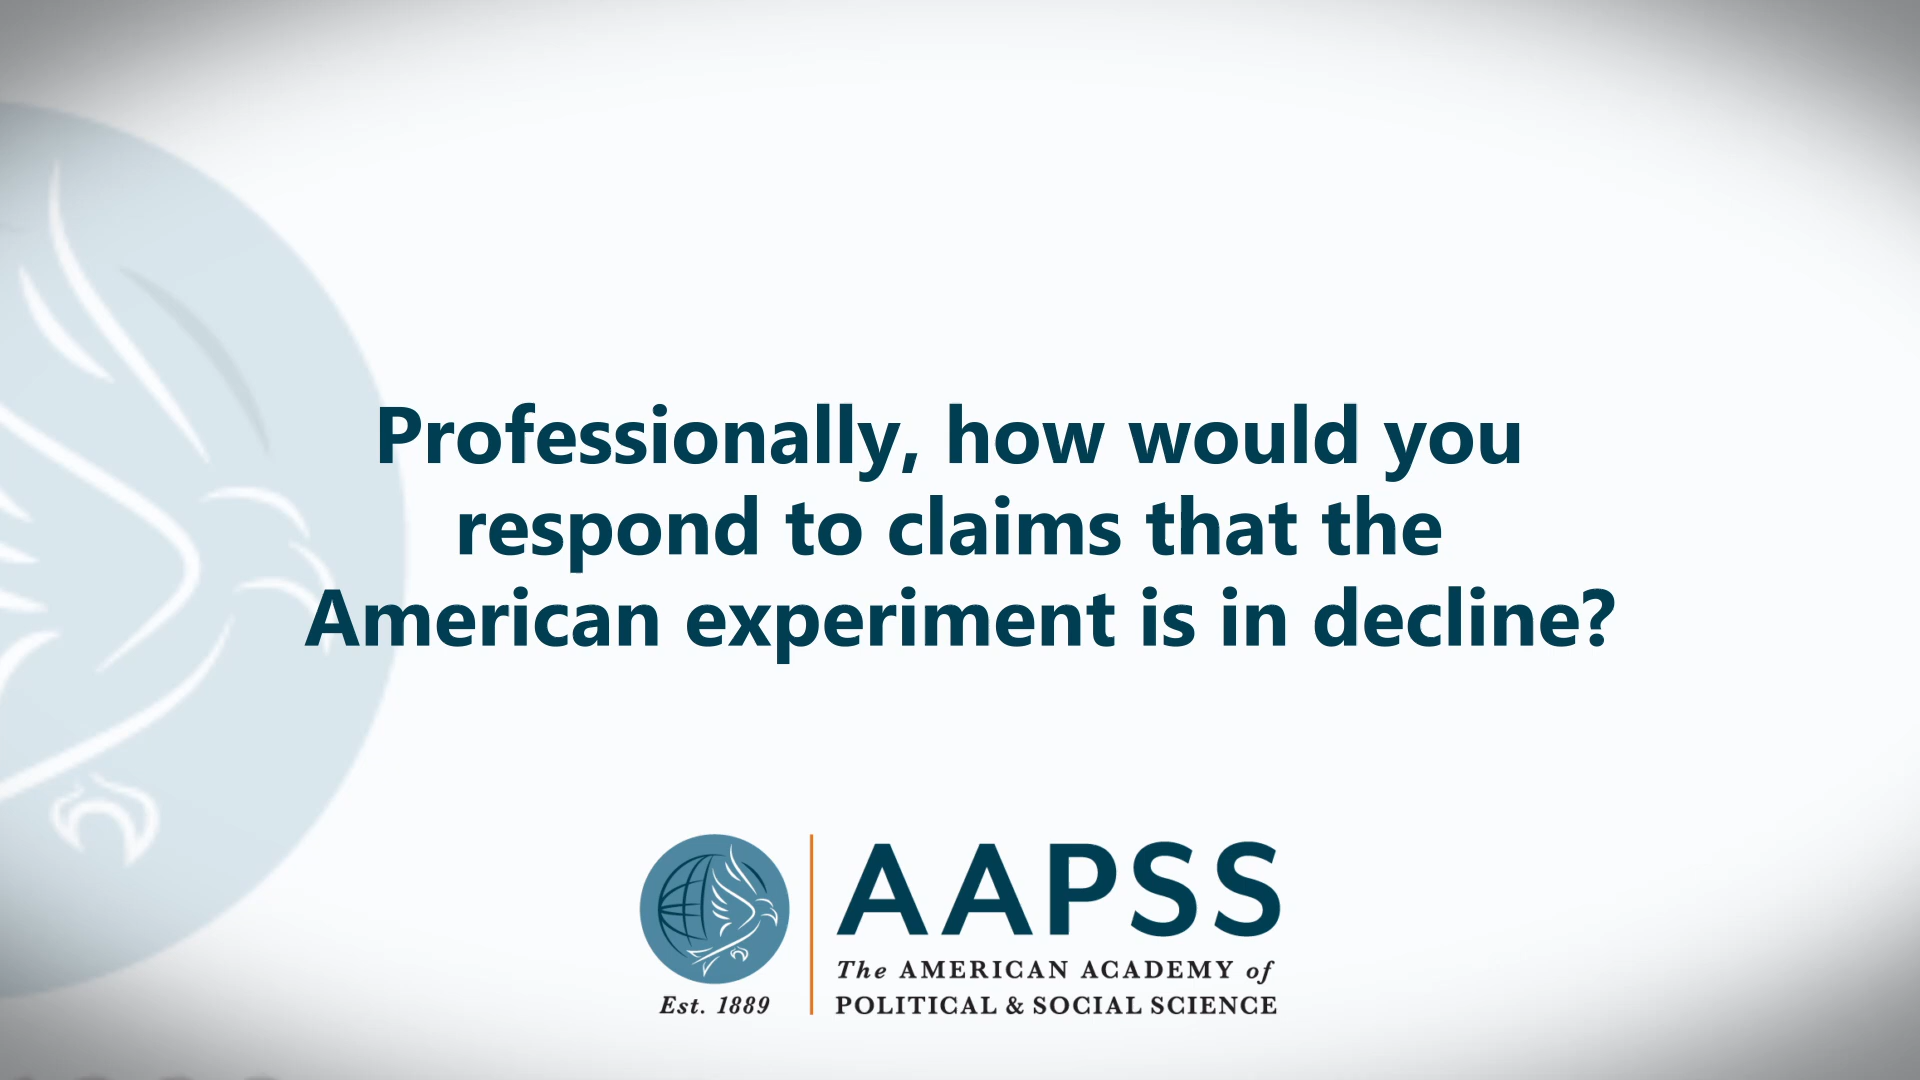 Professionally, how would you
respond to claims that the
American experiment is in decline?
AAPSS
The AMERICAN ACADEMY of
Est. 1889
POLITICAL & SOCIAL SCIENCE